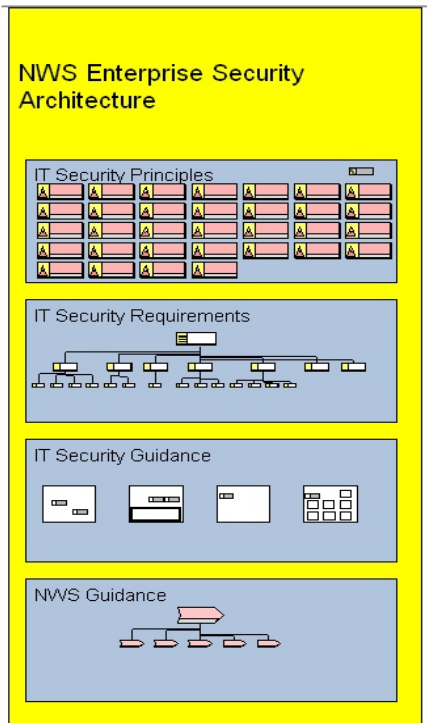 NWS Enterprise Security
Architecture
IT Security Principles
IT Security Requirements
IT Security Guidance
NWS Guidance